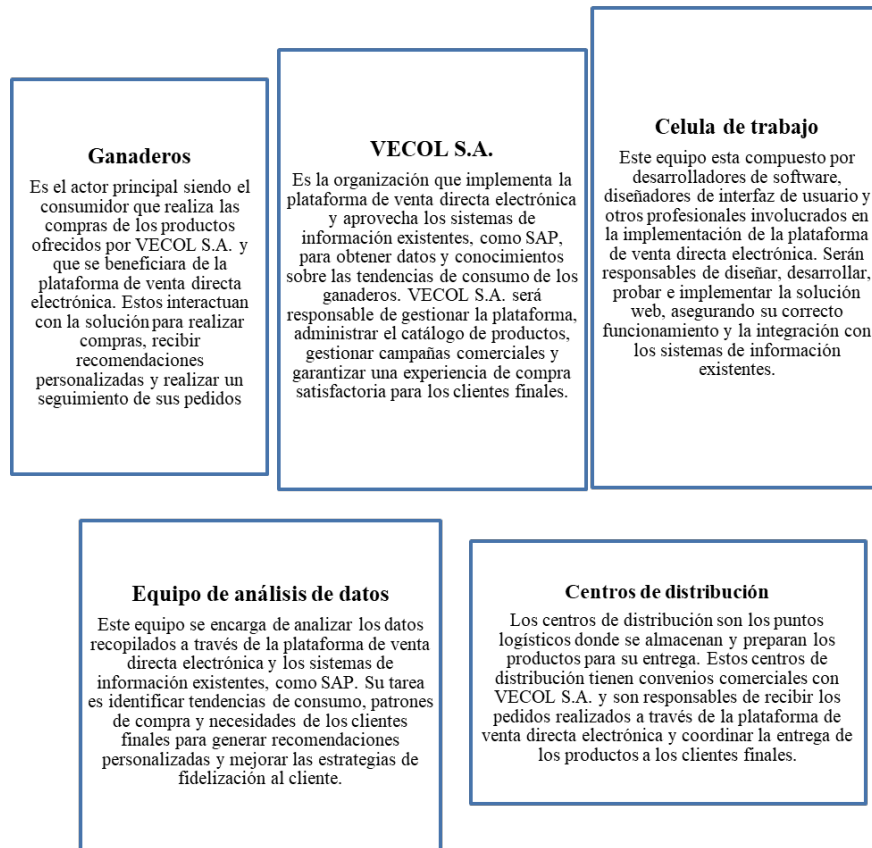 Ganaderos
Es el actor principal siendo el
consumidor que realiza las
compras de los productos
ofrecidos por VECOL S.A. y
que se beneficiara de la
plataforma de venta directa
electrónica. Estos interactuan
con la solución para realizar
compras, recibir
recomendaciones
personalizadas y realizar un
seguimiento de sus pedidos
VECOL S.A.
Es la organización que implementa la
plataforma de venta directa electrónica
y aprovecha los sistemas de
información existentes, como SAP,
para obtener datos y conocimientos
sobre las tendencias de consumo de los
ganaderos. VECOL S.A. será
responsable de gestionar la plataforma,
administrar el catálogo de productos,
gestionar campañas comerciales y
garantizar una experiencia de compra
satisfactoria para los clientes finales.
Celula de trabajo
Este equipo esta compuesto por
desarrolladores de software,
diseñadores de interfaz de usuario y
otros profesionales involucrados en
la implementación de la plataforma
de venta directa electrónica. Serán
responsables de diseñar, desarrollar,
probar e implementar la solución
web, asegurando su correcto
funcionamiento y la integración con
los sistemas de información
existentes.
Equipo de análisis de datos
Este equipo se encarga de analizar los datos
recopilados a través de la plataforma de venta
directa electrónica y los sistemas de
información existentes, como SAP. Su tarea
es identificar tendencias de consumo, patrones
de compra y necesidades de los clientes
finales para generar recomendaciones
personalizadas y mejorar las estrategias de
fidelización al cliente.
Centros de distribución
Los centros de distribución son los puntos
logísticos donde se almacenan y preparan los
productos para su entrega. Estos centros de
distribución tienen convenios comerciales con
VECOL S.A. y son responsables de recibir los
pedidos realizados a través de la plataforma de
venta directa electrónica y coordinar la entrega de
los productos a los clientes finales.